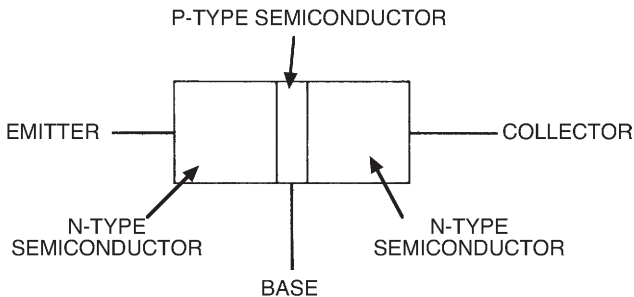 P-TYPE SEMICONDUCTOR
EMITTER
COLLECTOR
N-TYPE
SEMICONDUCTOR
N-TYPE
SEMICONDUCTOR
BASE